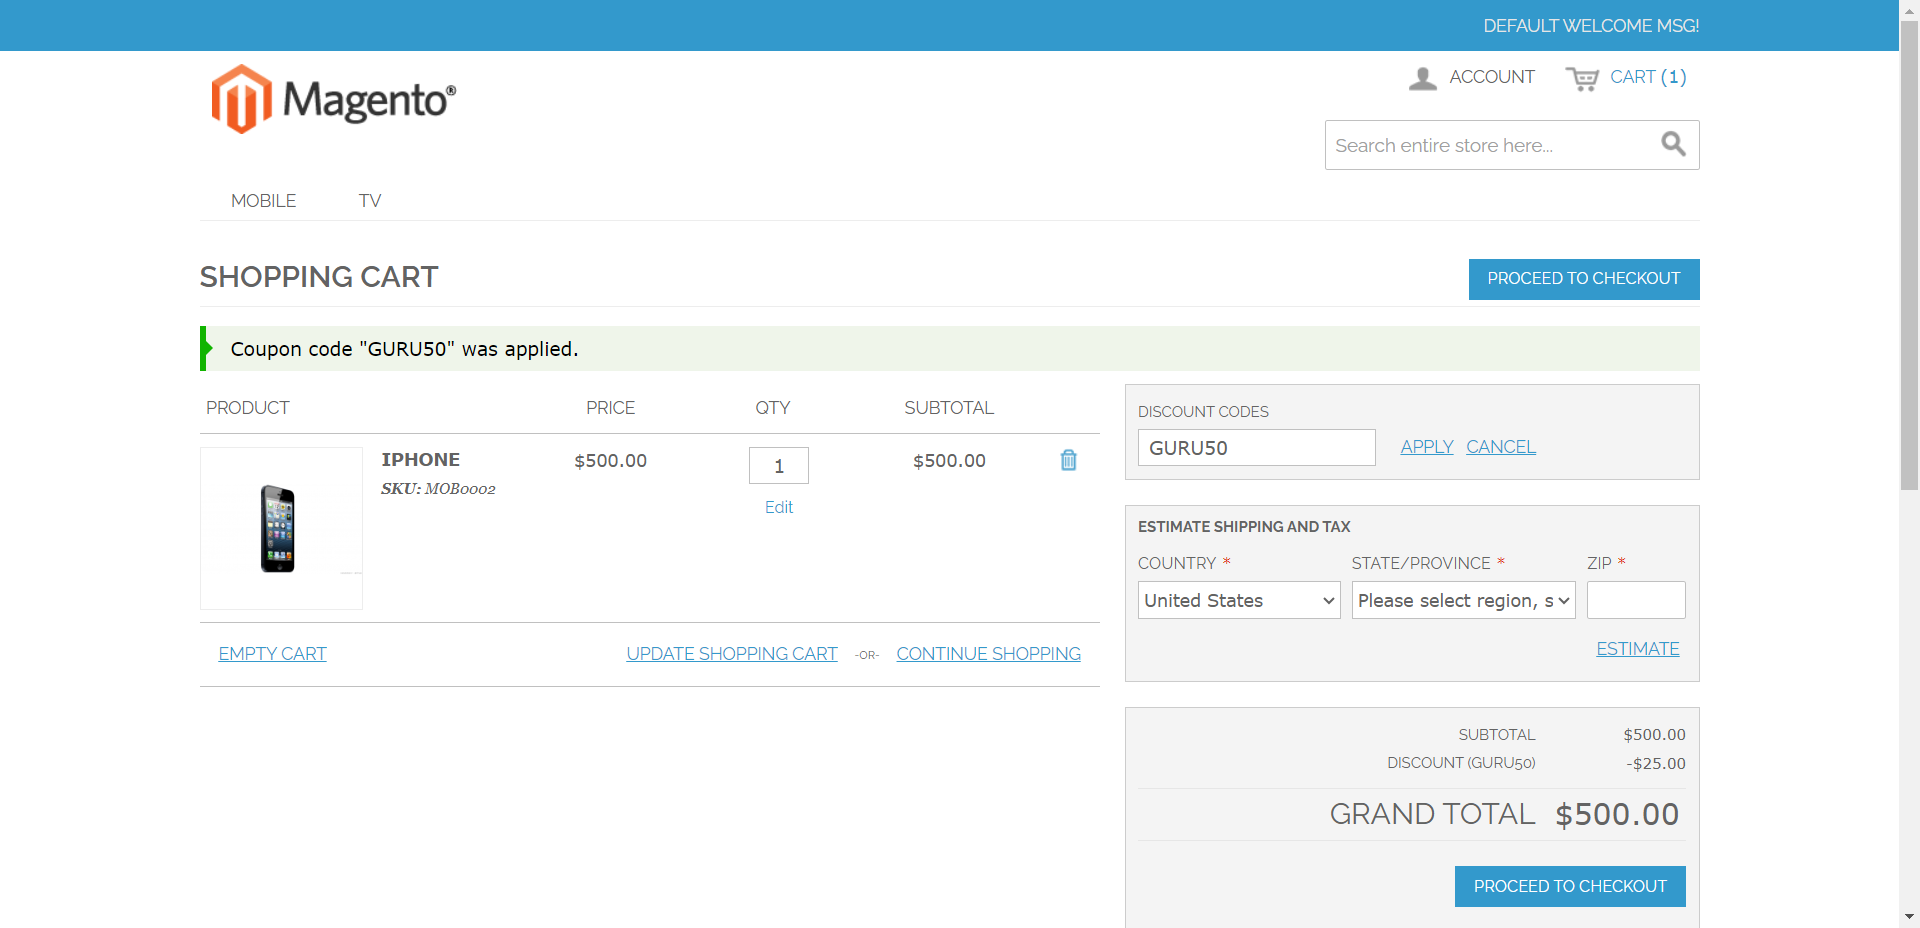 DEFAULT WELCOME MSG!
Magento®
ACCOUNT
CART (1)
Search entire store here...
MOBILE TV
SHOPPING CART
PROCEED TO CHECKOUT
Coupon code "GURU50" was applied.
PRODUCT PRICE QTY SUBTOTAL
IPHONE $500.00 1 $500.00
SKU: MOB0002
Edit
EMPTY CART UPDATE SHOPPING CART -OR- CONTINUE SHOPPING
DISCOUNT CODES
GURU50 APPLY CANCEL
ESTIMATE SHIPPING AND TAX
COUNTRY * STATE/PROVINCE * ZIP *
United States Please select region, s
ESTIMATE
SUBTOTAL $500.00
DISCOUNT (GURU50) -$25.00
GRAND TOTAL $500.00
PROCEED TO CHECKOUT